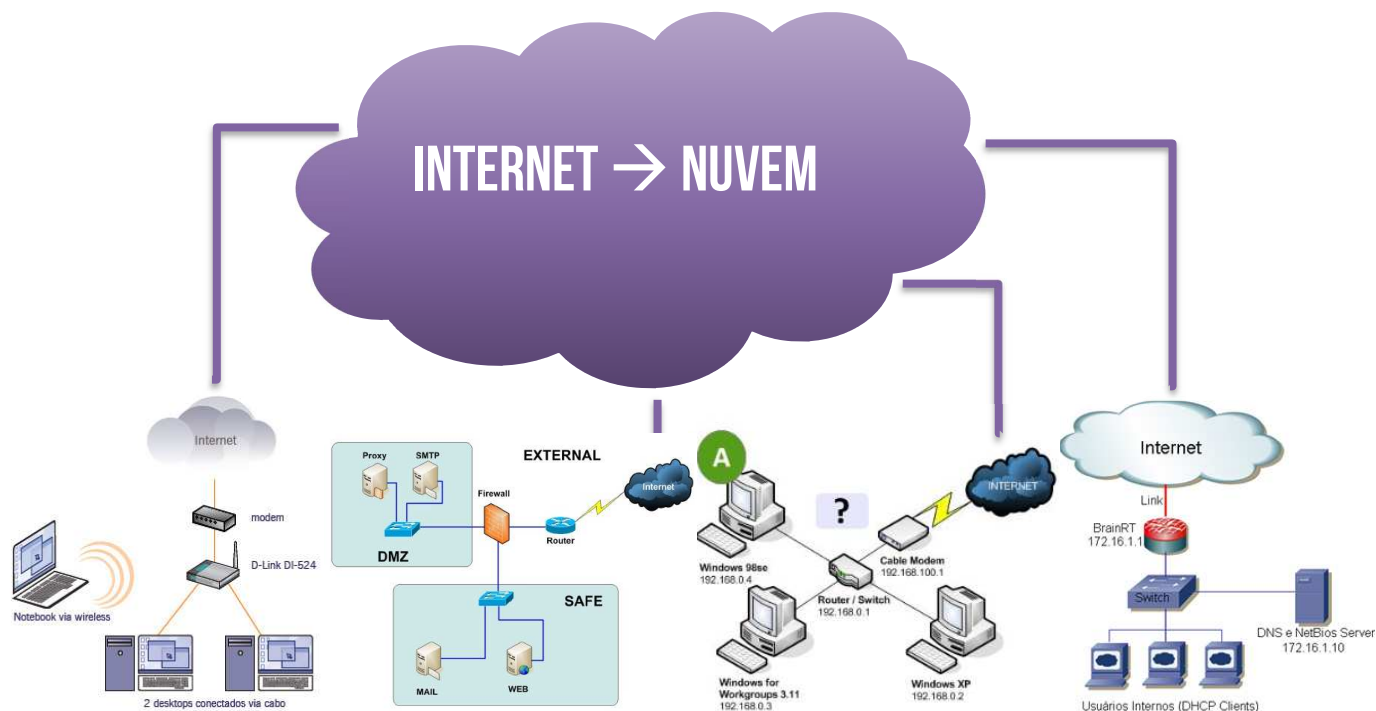 INTERNET → NUVEM
Internet
modem
D-Link DI-524
Notebook via wireless
2 desktops conectados via cabo
Proxy
SMTP
EXTERNAL
Internet
Firewall
Router
DMZ
SAFE
MAIL
WEB
A
?
INTERNET
Windows 98se
192.168.0.4
Cable Modem
192.168.100.1
Router / Switch
192.168.0.1
Windows for
Workgroups 3.11
192.168.0.3
Windows XP
192.168.0.2
Internet
Link
BrainRT
172.16.1.1
Switch
DNS e NetBios Server
172.16.1.10
Usuários Internos (DHCP Clients)